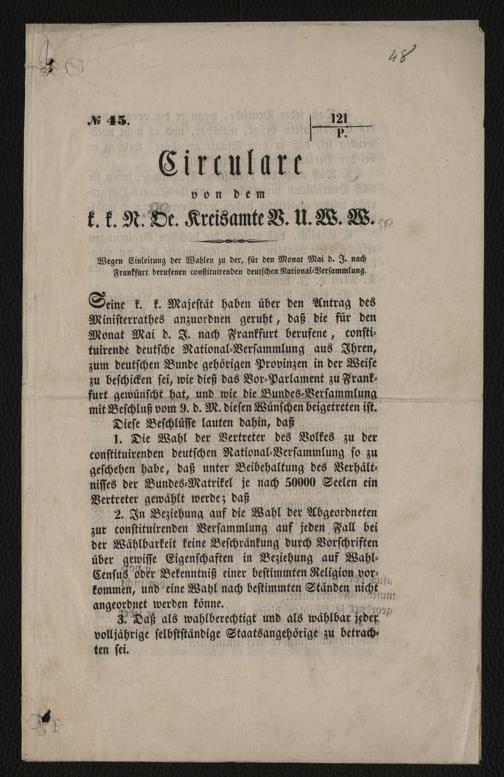 48
№ 45.
121
P.
Circulare
von dem
k. k. N. Oe. Kreisamte V. U. W. W.
Wegen Einleitung der Wahlen zu der, für den Monat Mai d. J. nach
Frankfurt berufenen constituirenden deutschen National-Versammlung.
Seine k. k. Majestät haben über den Antrag des
Ministerrathes anzuordnen geruht, daß die für den
Monat Mai d. J. nach Frankfurt berufene, consti-
tuirende deutsche National-Versammlung aus Ihren,
zum deutschen Bunde gehörigen Provinzen in der Weise
zu beschicken sei, wie dieß das Vor-Parlament zu Frank-
furt gewünscht hat, und wie die Bundes-Versammlung
mit Beschluß vom 9. d. M. diesen Wünschen beigetreten ist.
Diese Beschlüsse lauten dahin, daß
1. Die Wahl der Vertreter des Volkes zu der
constituirenden deutschen National-Versammlung so zu
geschehen habe, daß unter Beibehaltung des Verhält-
nisses der Bundes-Matrikel je nach 50000 Seelen ein
Vertreter gewählt werde; daß
2. In Beziehung auf die Wahl der Abgeordneten
zur constituirenden Versammlung auf jeden Fall bei
der Wählbarkeit keine Beschränkung durch Vorschriften
über gewisse Eigenschaften in Beziehung auf Wahl-
Census oder Bekenntniß einer bestimmten Religion vor-
kommen, und eine Wahl nach bestimmten Ständen nicht
angeordnet werden könne.
3. Daß als wahlberechtigt und als wählbar jeder
volljährige selbstständige Staatsangehörige zu betrach-
ten sei.